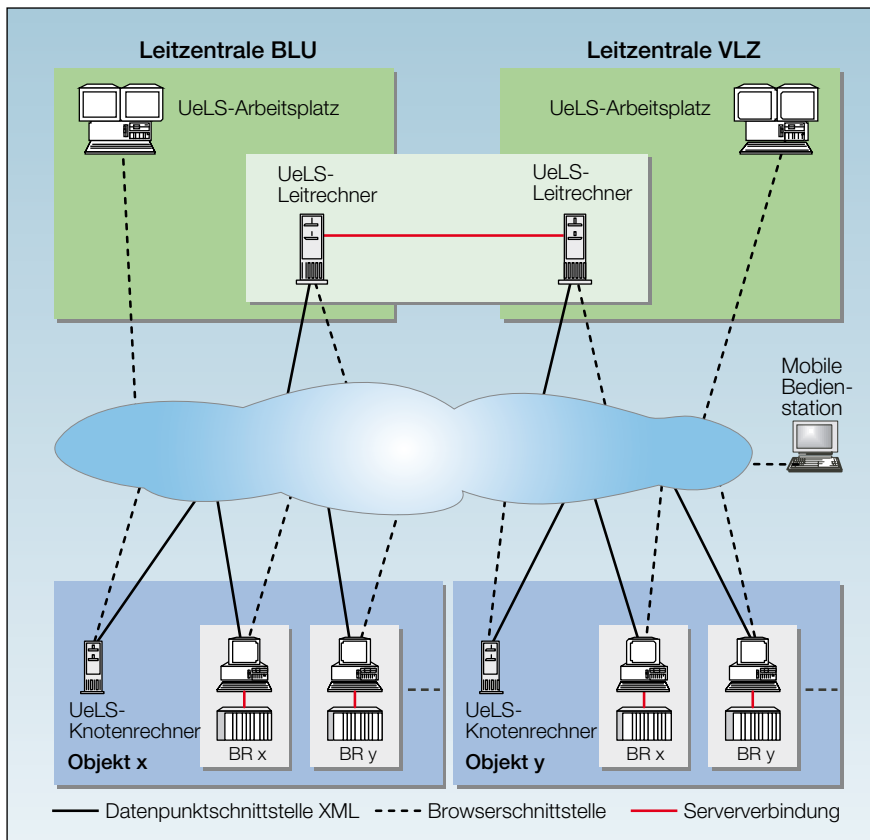 Leitzentrale BLU
Leitzentrale VLZ
UeLS-Arbeitsplatz
UeLS-Arbeitsplatz
UeLS-
Leitrechner
UeLS-
Leitrechner
Mobile
Bedien-
station
UeLS-
Knotenrechner
Objekt x
BR x
BR y
UeLS-
Knotenrechner
Objekt y
BR x
BR y
Datenpunktschnittstelle XML
Browserschnittstelle
Serververbindung